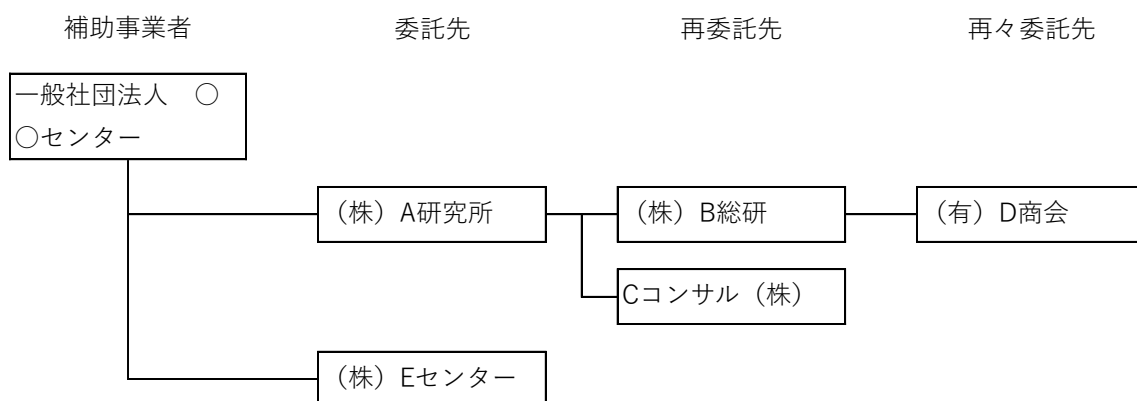 補助事業者　委託先　再委託先　再々委託先
一般社団法人　○
○センター
（株）A研究所　（株）B総研　（有）D商会
Cコンサル（株）
（株）Eセンター